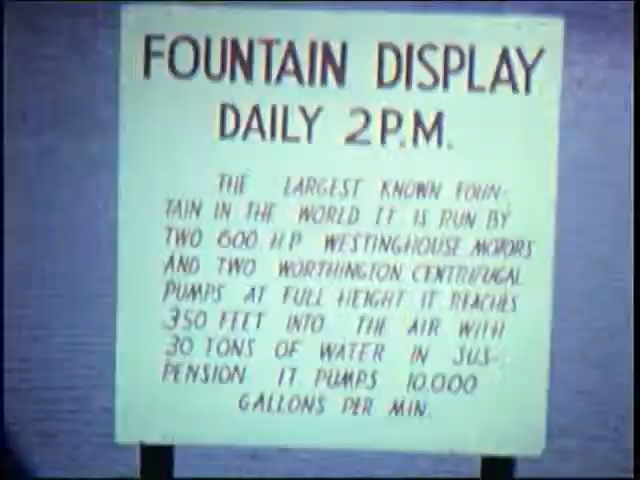 FOUNTAIN DISPLAY
DAILY 2 P.M.
THE LARGEST KNOWN FOUN-
TAIN IN THE WORLD IT IS RUN BY
TWO 600 H P WESTINGHOUSE MOTORS
AND TWO WORTHINGTON CENTRIFUGAL
PUMPS AT FULL HEIGHT IT REACHES
350 FEET INTO THE AIR WITH
30 TONS OF WATER IN SUS-
PENSION IT PUMPS 10,000
GALLONS PER MIN.